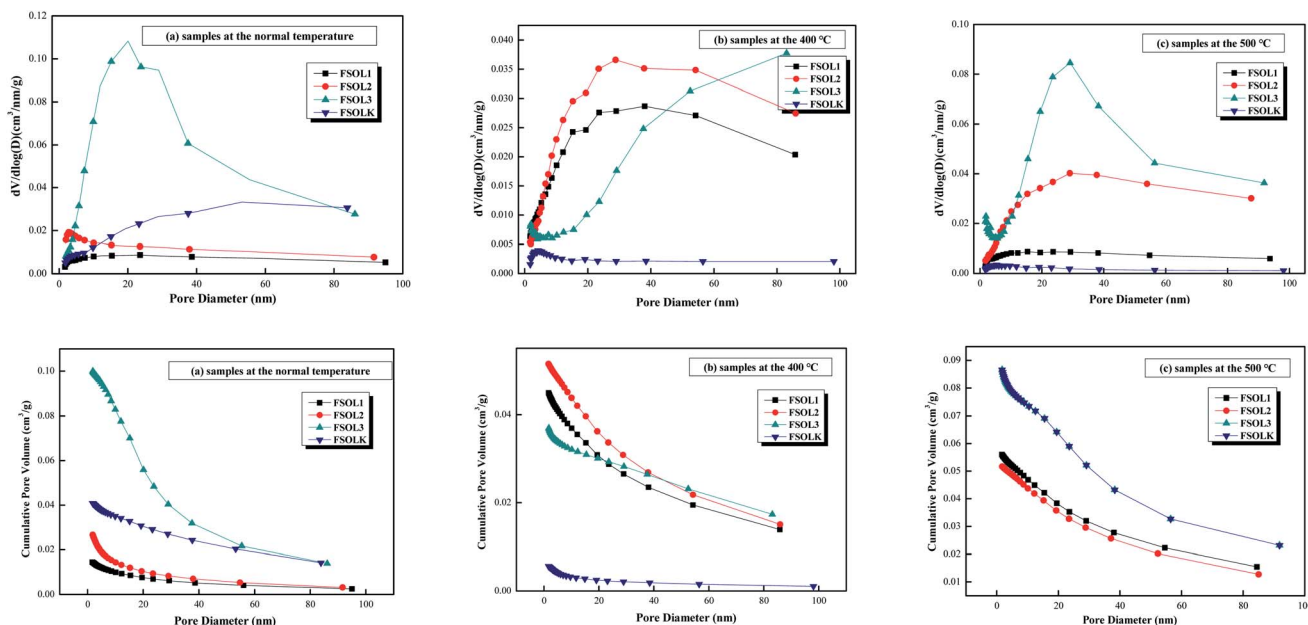 (a) samples at the normal temperature
FSOL1
FSOL2
FSOL3
FSOLK
dV/dlog(D)(cm³/nm/g)
0.12
0.10
0.08
0.06
0.04
0.02
0.00
0 20 40 60 80 100
Pore Diameter (nm)
(b) samples at the 400 °C
FSOL1
FSOL2
FSOL3
FSOLK
dV/dlog(D)(cm³/nm/g)
0.040
0.035
0.030
0.025
0.020
0.015
0.010
0.005
0.000
0 20 40 60 80 100
Pore Diameter (nm)
(c) samples at the 500 °C
FSOL1
FSOL2
FSOL3
FSOLK
dV/dlog(D)(cm³/nm/g)
0.10
0.08
0.06
0.04
0.02
0.00
0 20 40 60 80 100
Pore Diameter (nm)
(a) samples at the normal temperature
FSOL1
FSOL2
FSOL3
FSOLK
Cumulative Pore Volume (cm³/g)
0.10
0.08
0.06
0.04
0.02
0.00
0 20 40 60 80 100
Pore Diameter (nm)
(b) samples at the 400 °C
FSOL1
FSOL2
FSOL3
FSOLK
Cumulative Pore Volume (cm³/g)
0.04
0.02
0.00
0 20 40 60 80 100
Pore Diameter (nm)
(c) samples at the 500 °C
FSOL1
FSOL2
FSOL3
FSOLK
Cumulative Pore Volume (cm³/g)
0.09
0.08
0.07
0.06
0.05
0.04
0.03
0.02
0.01
0 20 40 60 80 10
Pore Diameter (nm)